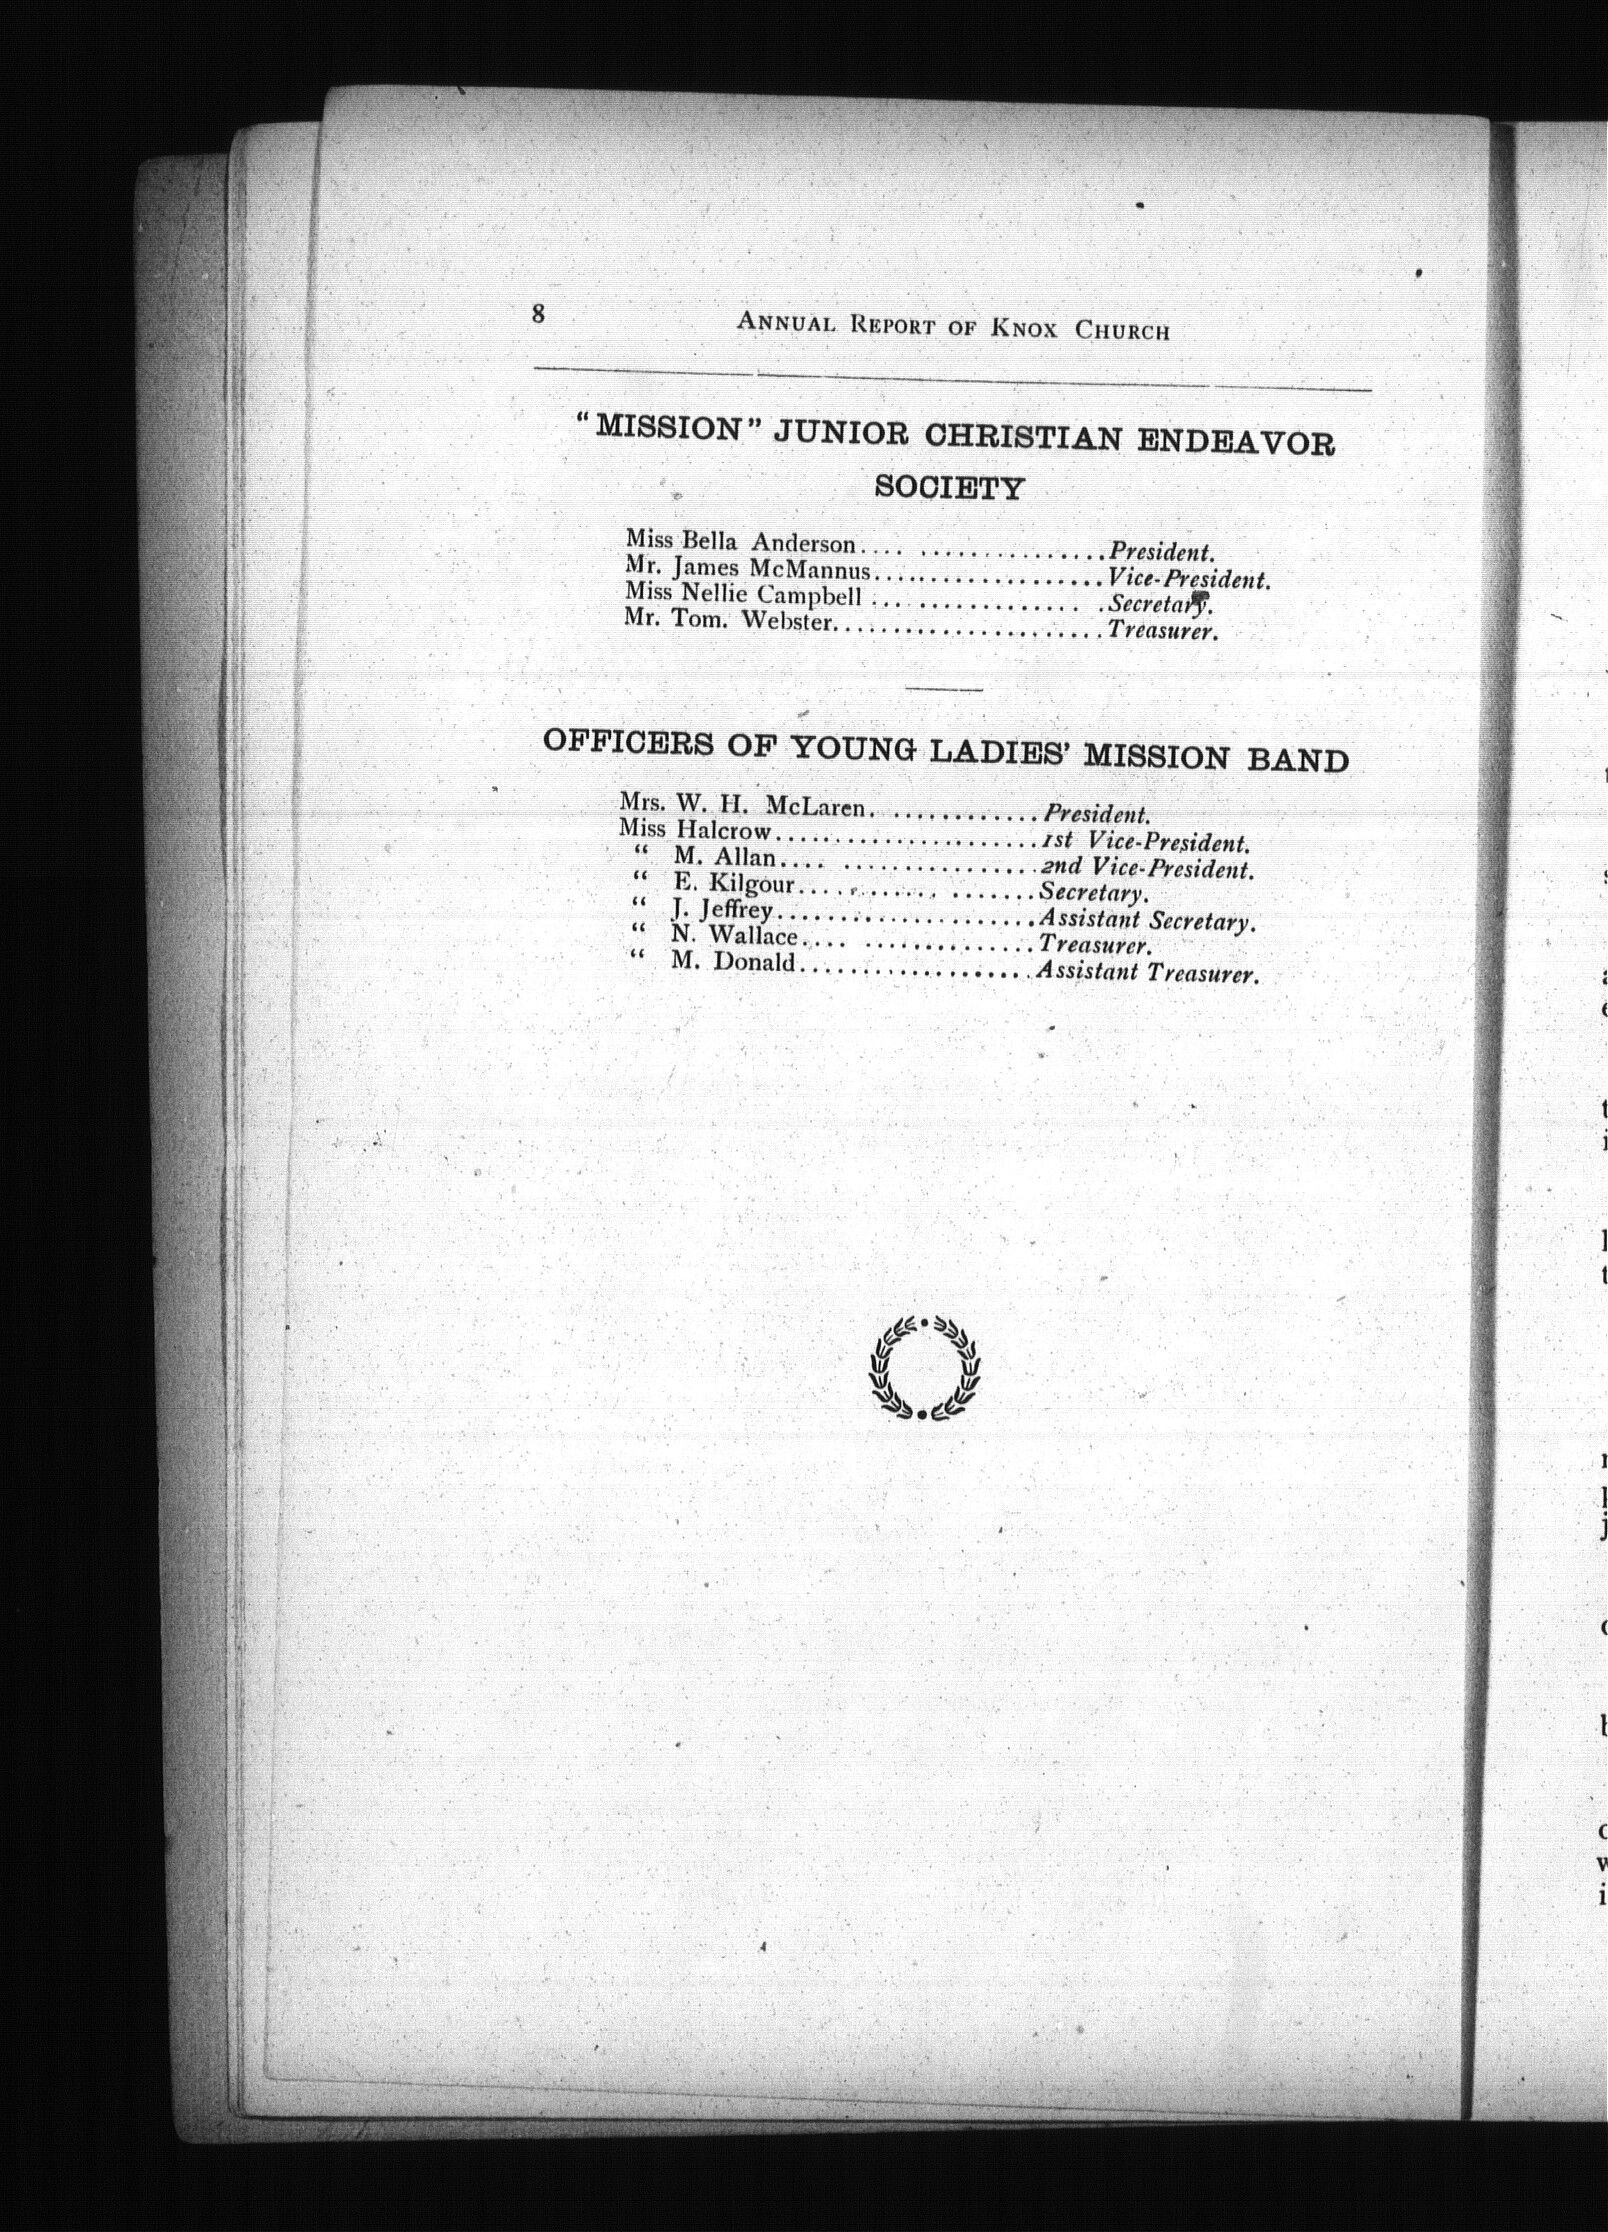 8
ANNUAL REPORT OF KNOX CHURCH
"MISSION" JUNIOR CHRISTIAN ENDEAVOR
SOCIETY
Miss Bella Anderson.... ................President.
Mr. James McMannus...................Vice-President.
Miss Nellie Campbell ... .............. .Secretary.
Mr. Tom. Webster......................Treasurer.
OFFICERS OF YOUNG LADIES' MISSION BAND
Mrs. W. H. McLaren. ............President.
Miss Halcrow......................1st Vice-President.
" M. Allan.... ................2nd Vice-President.
" E. Kilgour............ .......Secretary.
" J. Jeffrey.....................Assistant Secretary.
" N. Wallace.... ..............Treasurer.
" M. Donald...................Assistant Treasurer.